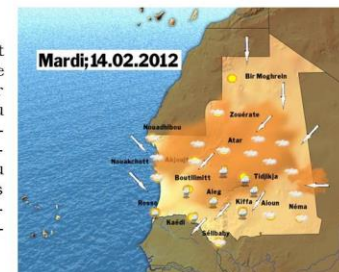 Mardi;14.02.2012
Bir Moghrein
Zouérate
Nouadhibou
Atar
Nouakchott
Akjoujt
Boutilimitt
Tidjikja
Aleg
Rosso
Kiffa
Aioun
Néma
Kaédi
Sélibaby